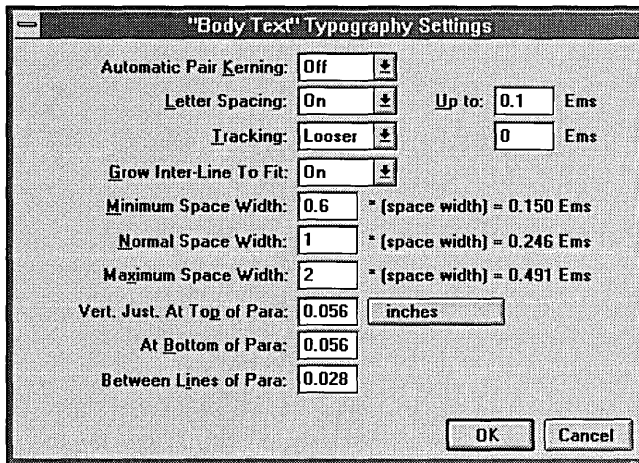 "Body Text" Typography Settings
Automatic Pair Kerning: Off
Letter Spacing: On Up to: 0.1 Ems
Tracking: Looser 0 Ems
Grow Inter-Line To Fit: On
Minimum Space Width: 0.6 * (space width) = 0.150 Ems
Normal Space Width: 1 * (space width) = 0.246 Ems
Maximum Space Width: 2 * (space width) = 0.491 Ems
Vert. Just. At Top of Para: 0.056 inches
At Bottom of Para: 0.056
Between Lines of Para: 0.028
OK Cancel